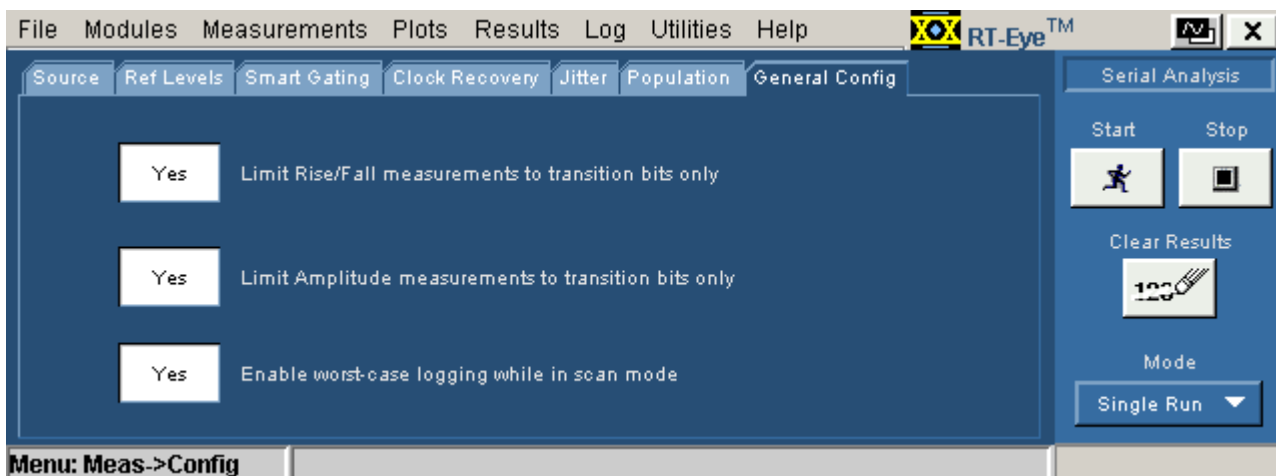 File Modules Measurements Plots Results Log Utilities Help RT-Eye™
Source Ref Levels Smart Gating Clock Recovery Jitter Population General Config
Serial Analysis
Start Stop
Yes Limit Rise/Fall measurements to transition bits only
Yes Limit Amplitude measurements to transition bits only
Clear Results
123
Yes Enable worst-case logging while in scan mode
Mode
Single Run
Menu: Meas->Config